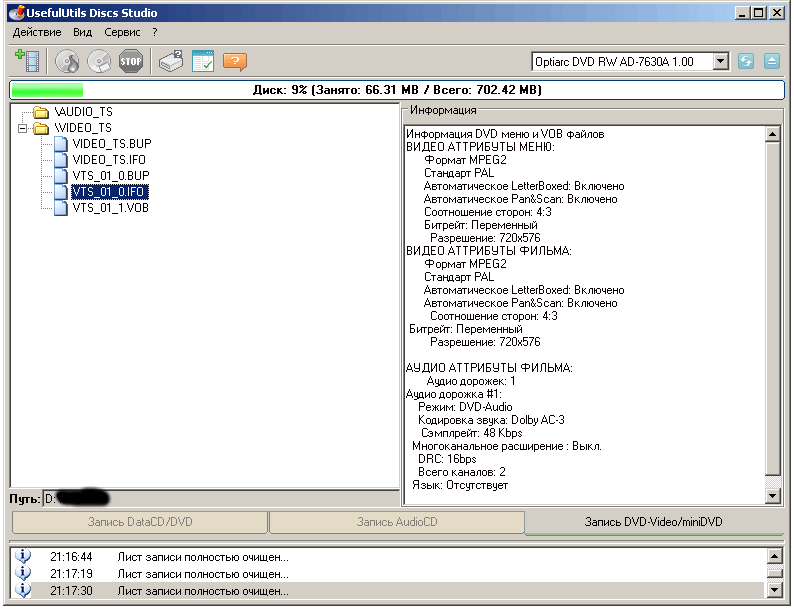 UsefulUtils Discs Studio
Действие Вид Сервис ?
STOP
Optiarc DVD RW AD-7630A 1.00
Диск: 9% (Занято: 66.31 MB / Всего: 702.42 MB)
\AUDIO_TS
\VIDEO_TS
VIDEO_TS.BUP
VIDEO_TS.IFO
VTS_01_0.BUP
VTS_01_0.IFO
VTS_01_1.VOB
Информация
Информация DVD меню и VOB файлов
ВИДЕО АТТРИБУТЫ МЕНЮ:
Формат MPEG2
Стандарт PAL
Автоматическое LetterBoxed: Включено
Автоматическое Pan&Scan: Включено
Соотношение сторон: 4:3
Битрейт: Переменный
Разрешение: 720x576
ВИДЕО АТТРИБУТЫ ФИЛЬМА:
Формат MPEG2
Стандарт PAL
Автоматическое LetterBoxed: Включено
Автоматическое Pan&Scan: Включено
Соотношение сторон: 4:3
Битрейт: Переменный
Разрешение: 720x576
АУДИО АТТРИБУТЫ ФИЛЬМА:
Аудио дорожек: 1
Аудио дорожка #1:
Режим: DVD-Audio
Кодировка звука: Dolby AC-3
Сэмплрейт: 48 Kbps
Многоканальное расширение : Выкл.
DRC: 16bps
Всего каналов: 2
Язык: Отсутствует
Путь: D:
Запись DataCD/DVD
Запись AudioCD
Запись DVD-Video/miniDVD
21:16:44 Лист записи полностью очищен...
21:17:19 Лист записи полностью очищен...
21:17:30 Лист записи полностью очищен...